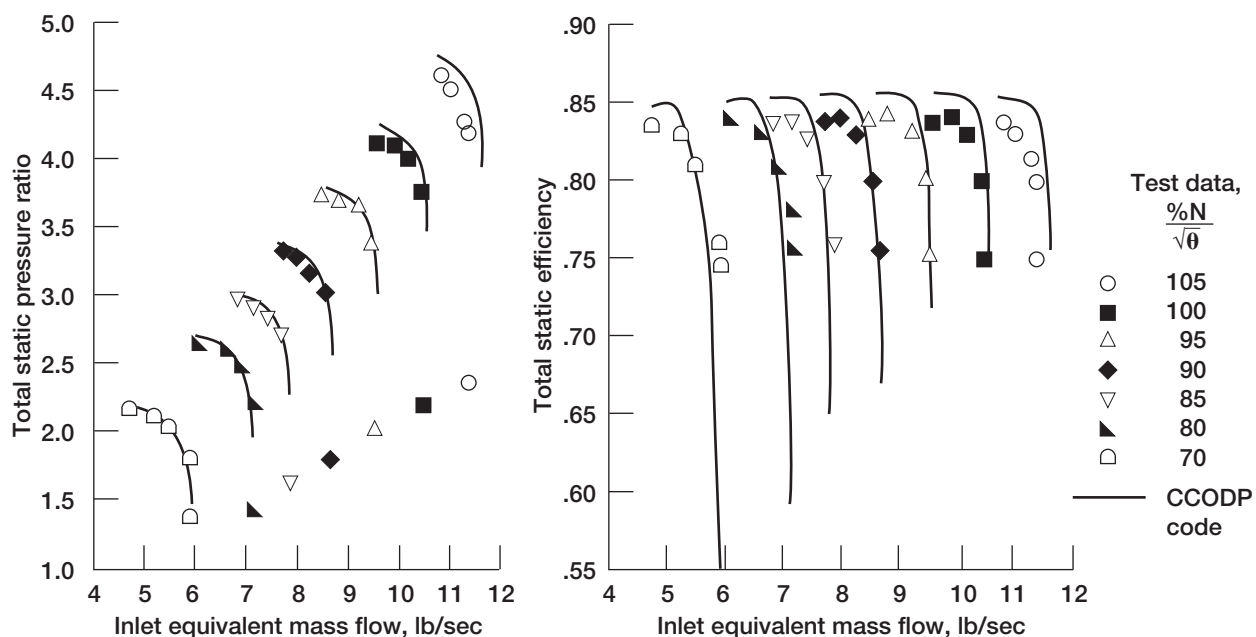 Total static pressure ratio
5.0
4.5
4.0
3.5
3.0
2.5
2.0
1.5
1.0
4 5 6 7 8 9 10 11 12
Inlet equivalent mass flow, lb/sec
Total static efficiency
.90
.85
.80
.75
.70
.65
.60
.55
4 5 6 7 8 9 10 11 12
Inlet equivalent mass flow, lb/sec
Test data,
%N
√θ
105
100
95
90
85
80
70
CCODP
code